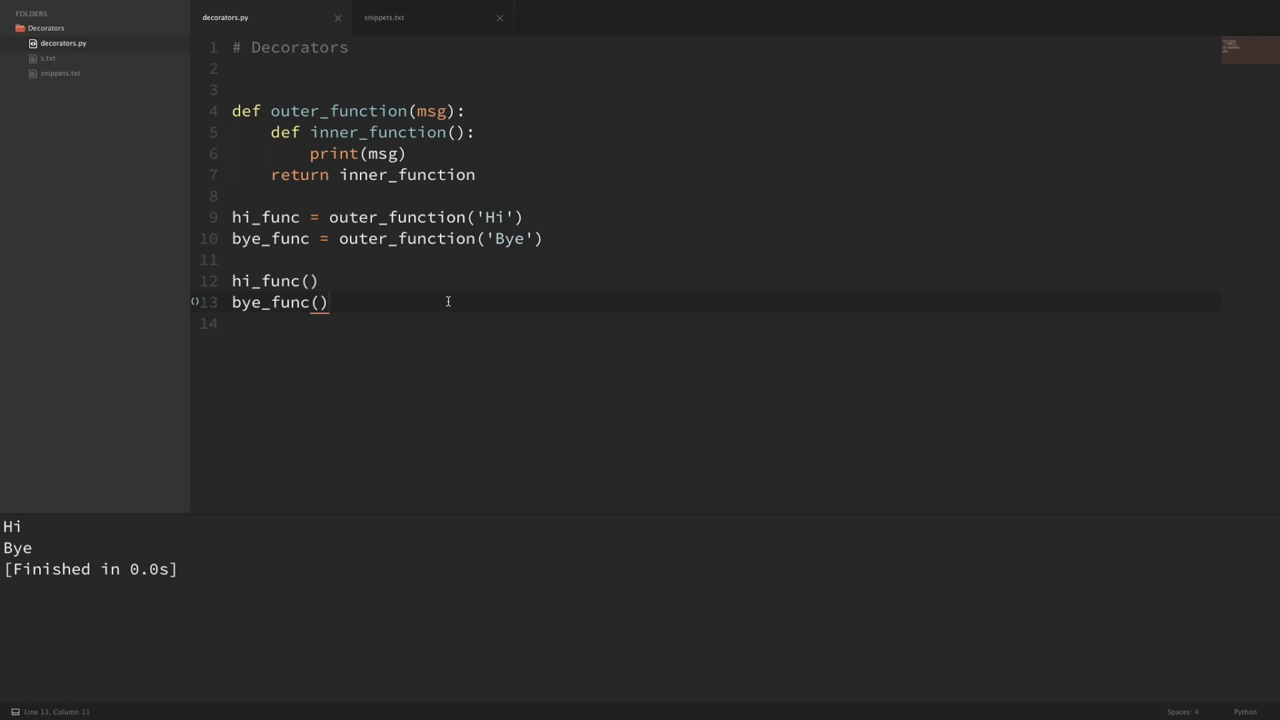 FOLDERS
Decorators
decorators.py
s.txt
snippets.txt
decorators.py
snippets.txt
1 # Decorators
2
3
4 def outer_function(msg):
5     def inner_function():
6         print(msg)
7     return inner_function
8
9 hi_func = outer_function('Hi')
10 bye_func = outer_function('Bye')
11
12 hi_func()
13 bye_func()
14
Hi
Bye
[Finished in 0.0s]
Line 13, Column 11
Spaces: 4
Python